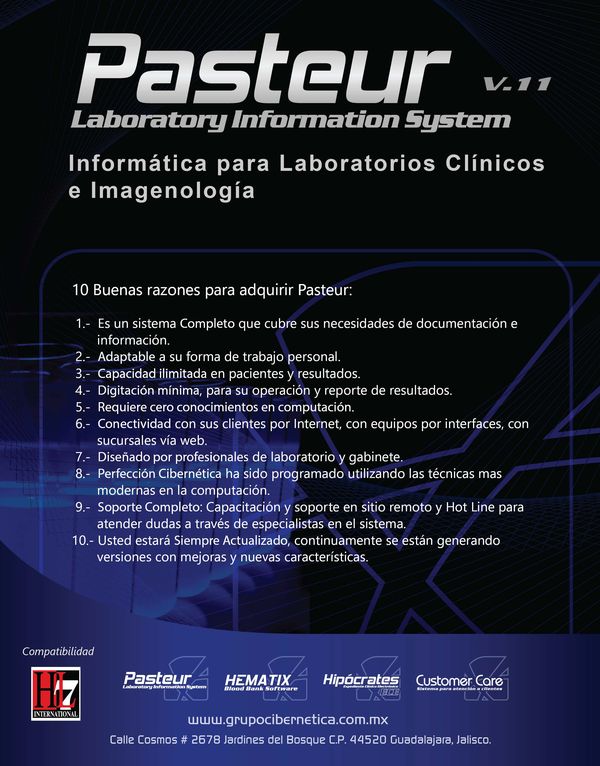 Pasteur V.11
Laboratory Information System
Informática para Laboratorios Clínicos
e Imagenología
10 Buenas razones para adquirir Pasteur:
1.- Es un sistema Completo que cubre sus necesidades de documentación e
información.
2.- Adaptable a su forma de trabajo personal.
3.- Capacidad ilimitada en pacientes y resultados.
4.- Digitación mínima, para su operación y reporte de resultados.
5.- Requiere cero conocimientos en computación.
6.- Conectividad con sus clientes por Internet, con equipos por interfaces, con
sucursales vía web.
7.- Diseñado por profesionales de laboratorio y gabinete.
8.- Perfección Cibernética ha sido programado utilizando las técnicas mas
modernas en la computación.
9.- Soporte Completo: Capacitación y soporte en sitio remoto y Hot Line para
atender dudas a través de especialistas en el sistema.
10.- Usted estará Siempre Actualizado, continuamente se están generando
versiones con mejoras y nuevas características.
Compatibilidad
HL7
INTERNATIONAL
Pasteur
Laboratory Information System
HEMATIX
Blood Bank Software
Hipócrates
Expediente Clínico Electrónico
ECE
Customer Care
Sistema para atención a clientes
www.grupocibernetica.com.mx
Calle Cosmos # 2678 Jardines del Bosque C.P. 44520 Guadalajara, Jalisco.